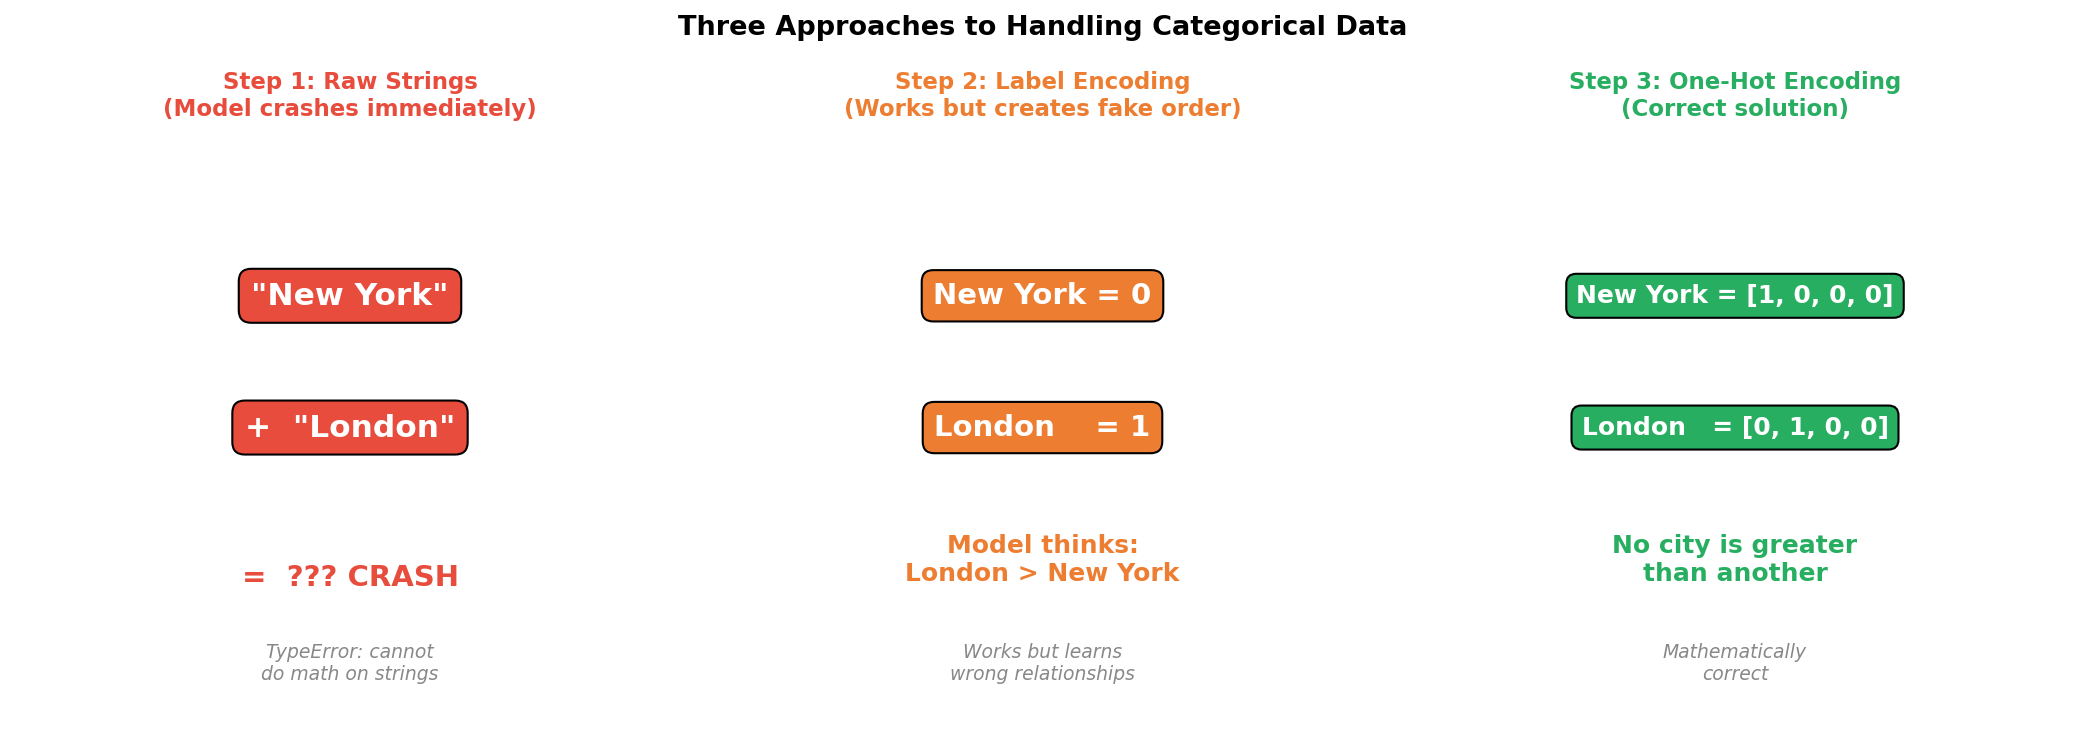 Three Approaches to Handling Categorical Data
Step 1: Raw Strings
(Model crashes immediately)
"New York"
+  "London"
=  ??? CRASH
TypeError: cannot
do math on strings
Step 2: Label Encoding
(Works but creates fake order)
New York = 0
London    = 1
Model thinks:
London > New York
Works but learns
wrong relationships
Step 3: One-Hot Encoding
(Correct solution)
New York = [1, 0, 0, 0]
London   = [0, 1, 0, 0]
No city is greater
than another
Mathematically
correct